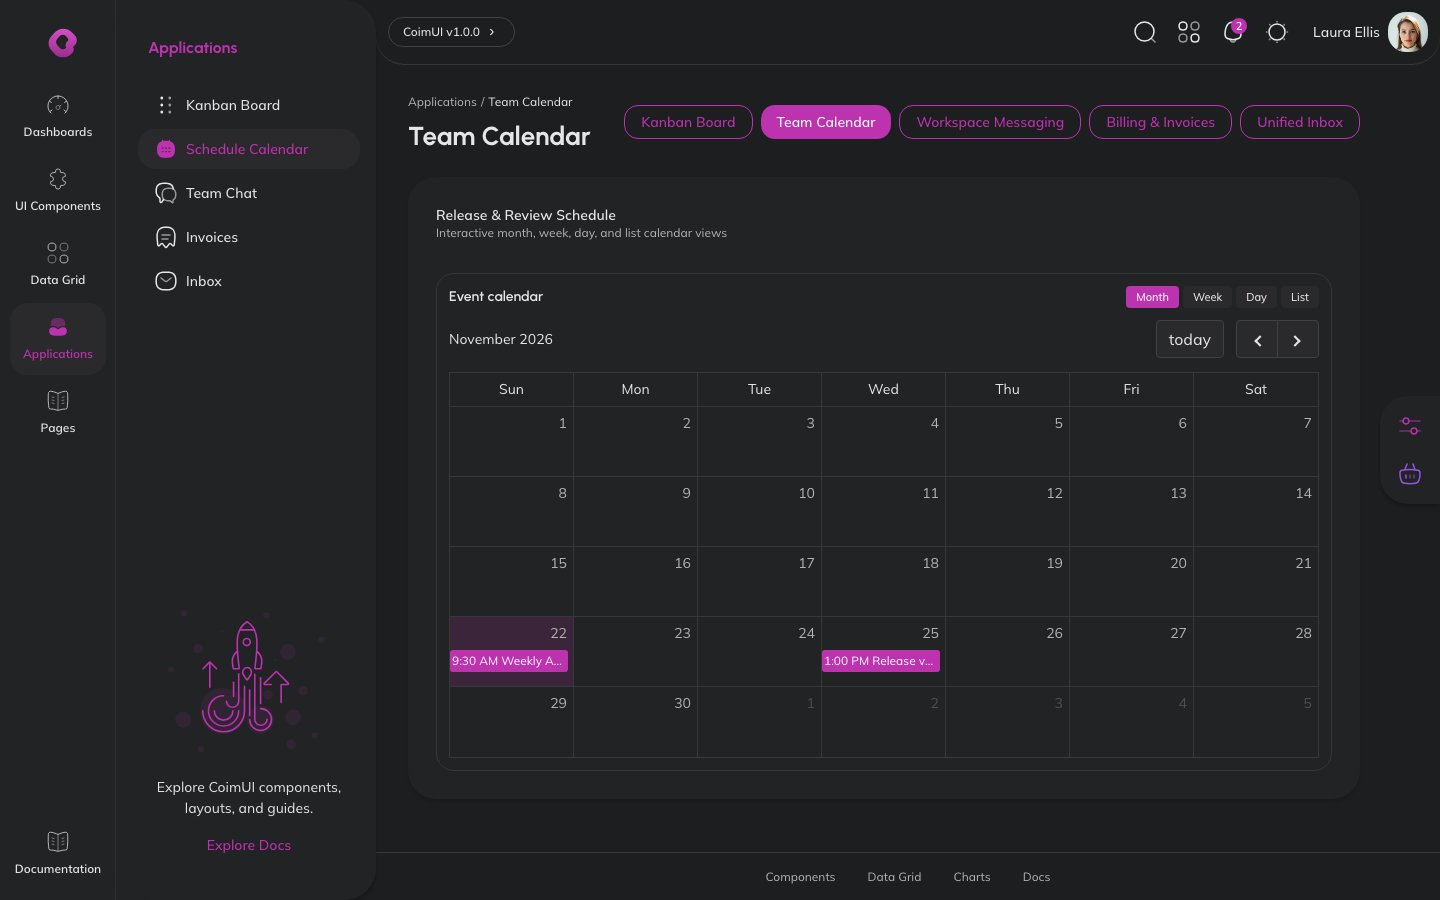 Dashboards
UI Components
Data Grid
Applications
Pages
Documentation
Applications
Kanban Board
Schedule Calendar
Team Chat
Invoices
Inbox
Explore CoimUI components,
layouts, and guides.
Explore Docs
CoimUI v1.0.0
2
Laura Ellis
Applications / Team Calendar
Team Calendar
Kanban Board
Team Calendar
Workspace Messaging
Billing & Invoices
Unified Inbox
Release & Review Schedule
Interactive month, week, day, and list calendar views
Event calendar
Month Week Day List
November 2026
today
Sun Mon Tue Wed Thu Fri Sat
1 2 3 4 5 6 7
8 9 10 11 12 13 14
15 16 17 18 19 20 21
22 23 24 25 26 27 28
9:30 AM Weekly A...
1:00 PM Release v...
29 30 1 2 3 4 5
Components Data Grid Charts Docs